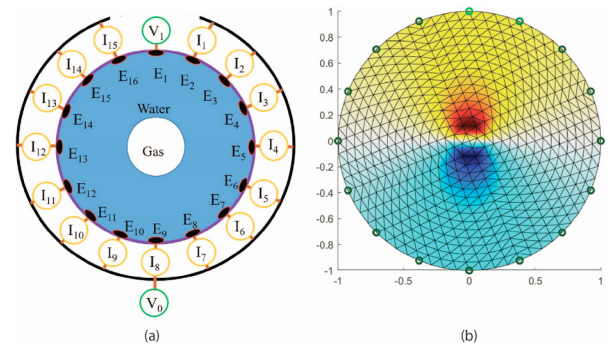 V1
I15 I1
I14 I2
I13 I3
I12 I4
I11 I5
I10 I6
I9 I8 I7
V0
E16 E1 E2
E15 E3
E14 E4
E13 E5
E12 E6
E11 E7
E10 E9 E8
Water
Gas
(a)
1
0.8
0.6
0.4
0.2
0
-0.2
-0.4
-0.6
-0.8
-1
-1 -0.5 0 0.5 1
(b)